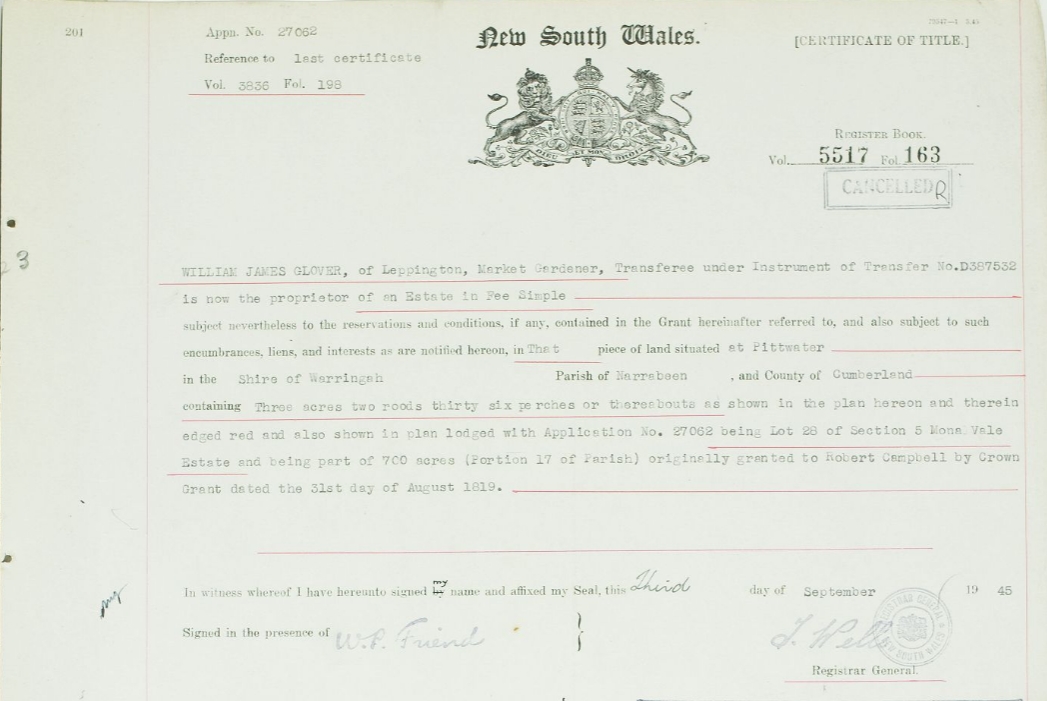 201
Appn. No. 27062
New South Wales.
[CERTIFICATE OF TITLE.]
Reference to last certificate
Vol. 3836 Fol. 198
DIEU ET MON DROIT
REGISTER BOOK.
Vol. 5517 Fol. 163
CANCELLED
R
3
WILLIAM JAMES GLOVER, of Leppington, Market Gardener, Transferee under Instrument of Transfer No.D387532
is now the proprietor of an Estate in Fee Simple
subject nevertheless to the reservations and conditions, if any, contained in the Grant hereinafter referred to, and also subject to such
encumbrances, liens, and interests as are notified hereon, in That piece of land situated at Pittwater
in the Shire of Warringah Parish of Narrabeen , and County of Cumberland
containing Three acres two roods thirty six perches or thereabouts as shown in the plan hereon and therein
edged red and also shown in plan lodged with Application No. 27062 being Lot 28 of Section 5 Mona Vale
Estate and being part of 700 acres (Portion 17 of Parish) originally granted to Robert Campbell by Crown
Grant dated the 31st day of August 1819.
my
In witness whereof I have hereunto signed by name and affixed my Seal, this Third day of September 19 45
Signed in the presence of W.P. Friend
J. Wells
REGISTRAR GENERAL
Registrar General.